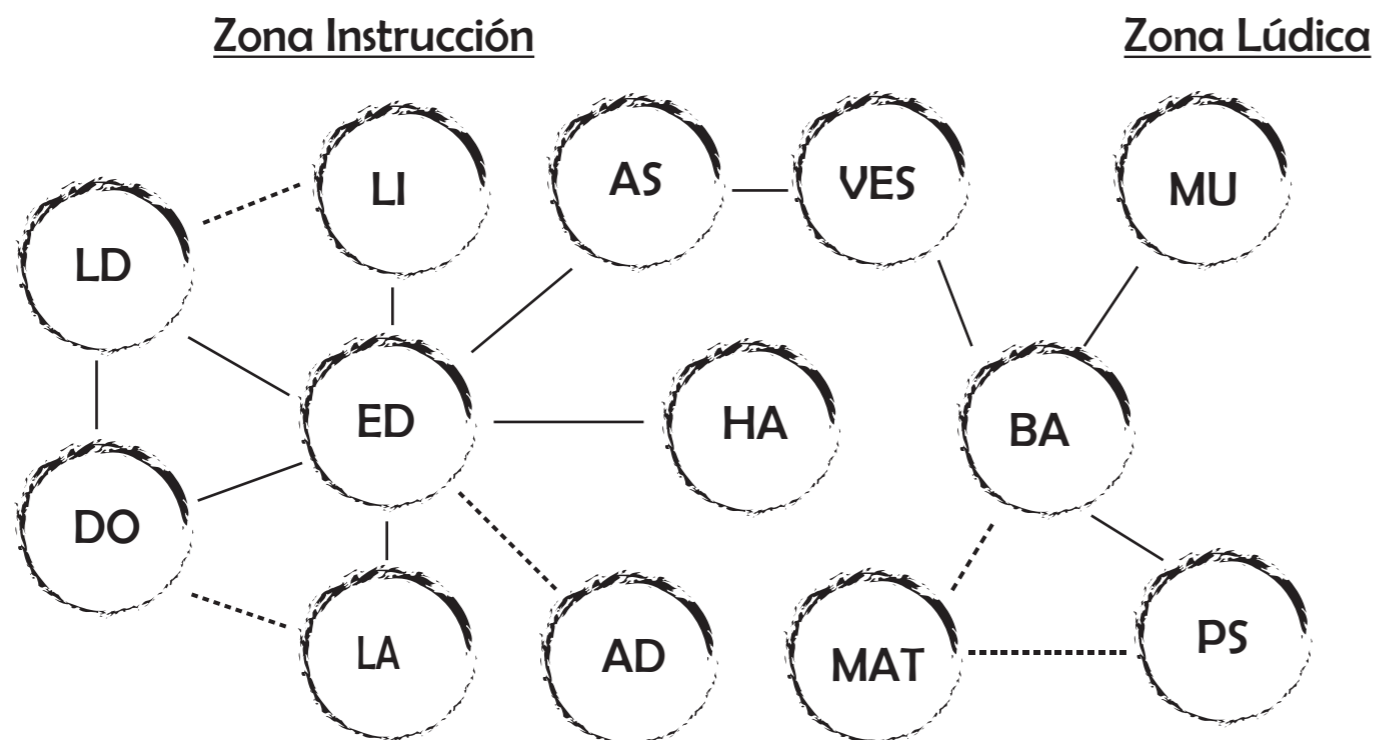 Zona Instrucción
Zona Lúdica
LI
AS
VES
MU
LD
ED
HA
BA
DO
LA
AD
MAT
PS